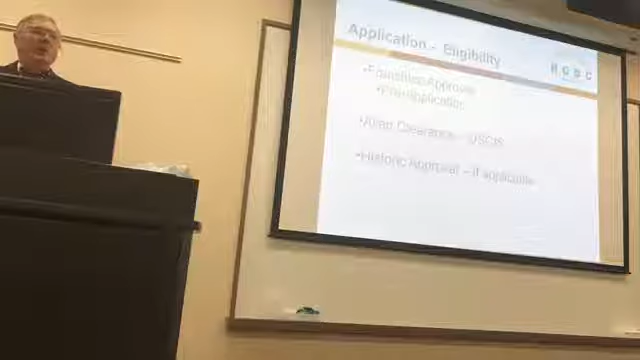 Application - Eligibility
R G B C
•Franchise Approval
•Pre-Application
•Alien Clearance – USCIS
•Historic Approval – if applicable